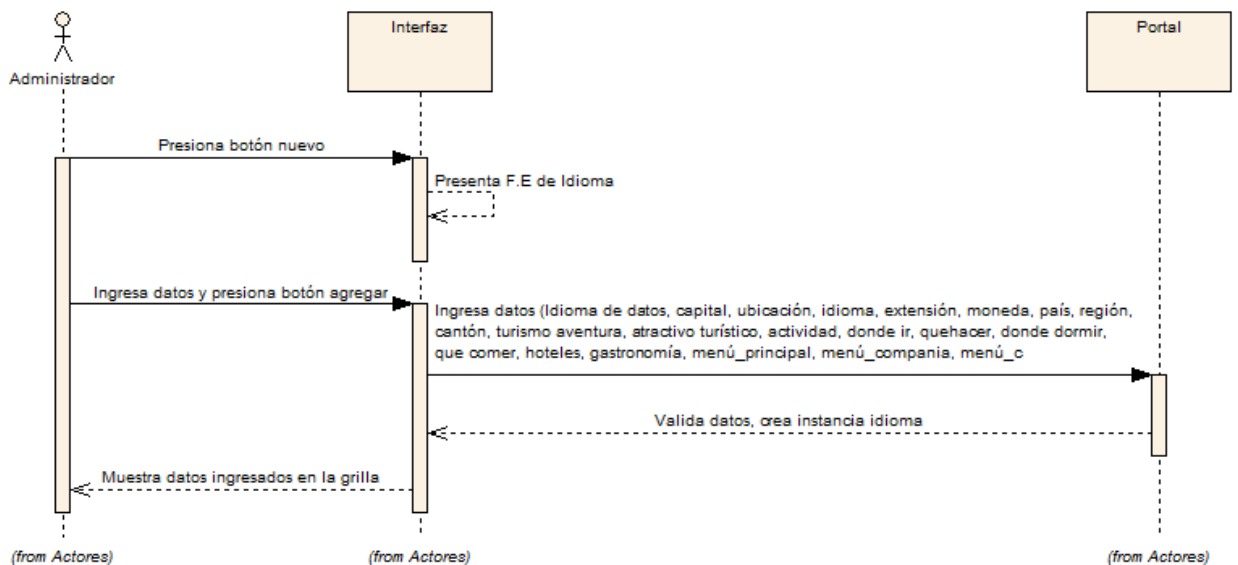 Interfaz
Portal
Administrador
Presiona botón nuevo
Presenta F.E de Idioma
Ingresa datos y presiona botón agregar
Ingresa datos (Idioma de datos, capital, ubicación, idioma, extensión, moneda, país, región,
cantón, turismo aventura, atractivo turístico, actividad, donde ir, quehacer, donde dormir,
que comer, hoteles, gastronomía, menú_principal, menú_compania, menú_c
Valida datos, crea instancia idioma
Muestra datos ingresados en la grilla
(from Actores)
(from Actores)
(from Actores)